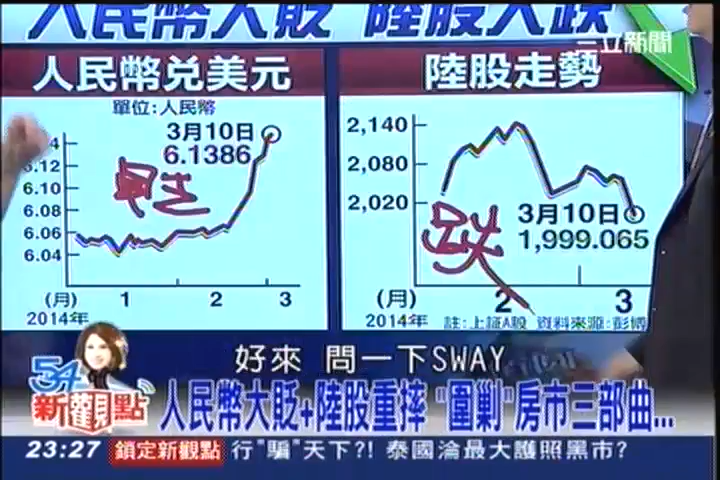 人民幣大貶 陸股大跌
三立新聞
人民幣兌美元
單位:人民幣
3月10日
6.1386
6.12
6.10
6.08
6.06
6.04
(月) 1 2 3
2014年
陸股走勢
2,140
2,080
2,020
跌
3月10日
1,999.065
(月) 2 3
2014年 註:上証A股 資料來源:彭博
好來 問一下SWAY
54新觀點
人民幣大貶+陸股重摔 "圍剿"房市三部曲...
23:27 鎖定新觀點 行"騙"天下?! 泰國淪最大護照黑市?